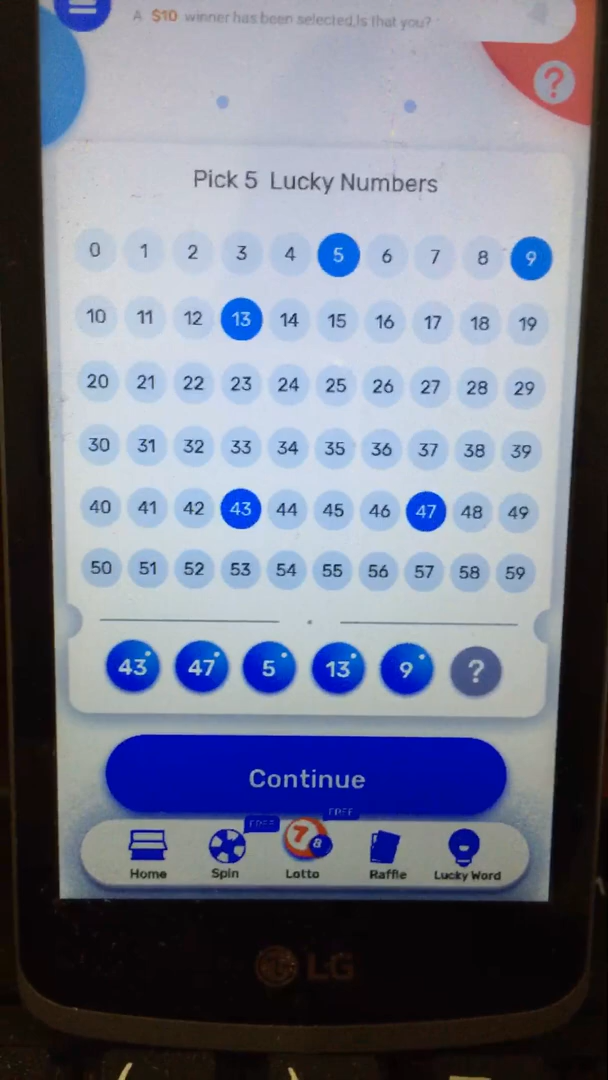 A $10 winner has been selected,Is that you?
?
Pick 5 Lucky Numbers
0 1 2 3 4 5 6 7 8 9
10 11 12 13 14 15 16 17 18 19
20 21 22 23 24 25 26 27 28 29
30 31 32 33 34 35 36 37 38 39
40 41 42 43 44 45 46 47 48 49
50 51 52 53 54 55 56 57 58 59
43 47 5 13 9 ?
Continue
FREE FREE
7 8
Home Spin Lotto Raffle Lucky Word
LG